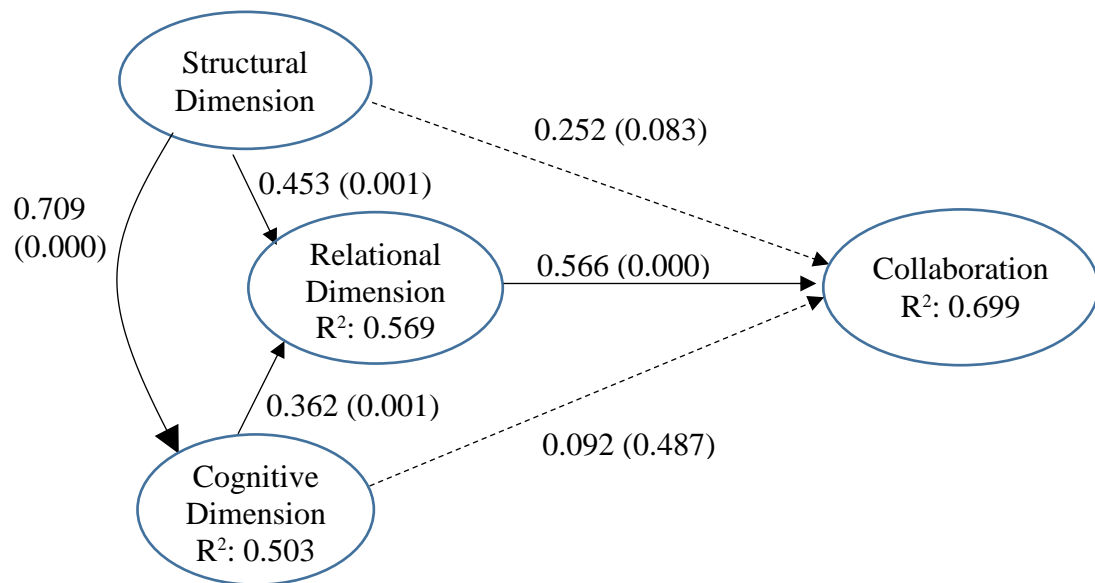 Structural
Dimension
0.252 (0.083)
0.453 (0.001)
0.709
(0.000)
Relational
Dimension
R²: 0.569
0.566 (0.000)
Collaboration
R²: 0.699
0.362 (0.001)
0.092 (0.487)
Cognitive
Dimension
R²: 0.503